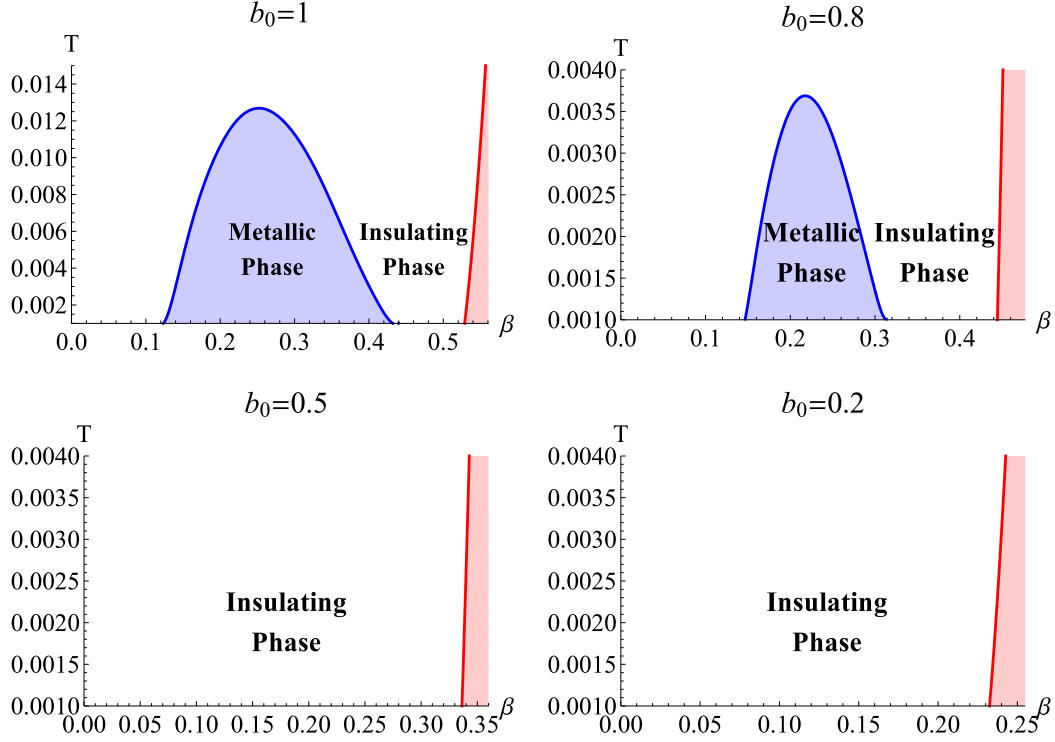 b₀=1
T
0.014
0.012
0.010
0.008
0.006
0.004
0.002
Metallic
Phase
Insulating
Phase
0.0 0.1 0.2 0.3 0.4 0.5 β
b₀=0.8
T
0.0040
0.0035
0.0030
0.0025
0.0020
0.0015
0.0010
Metallic
Phase
Insulating
Phase
0.0 0.1 0.2 0.3 0.4 β
b₀=0.5
T
0.0040
0.0035
0.0030
0.0025
0.0020
0.0015
0.0010
Insulating
Phase
0.00 0.05 0.10 0.15 0.20 0.25 0.30 0.35 β
b₀=0.2
T
0.0040
0.0035
0.0030
0.0025
0.0020
0.0015
0.0010
Insulating
Phase
0.00 0.05 0.10 0.15 0.20 0.25 β